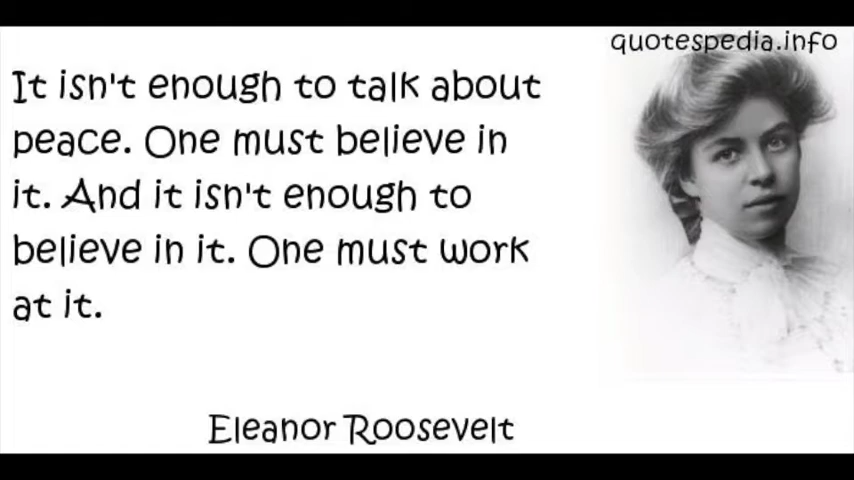 quotespedia.info
It isn't enough to talk about
peace. One must believe in
it. And it isn't enough to
believe in it. One must work
at it.
Eleanor Roosevelt